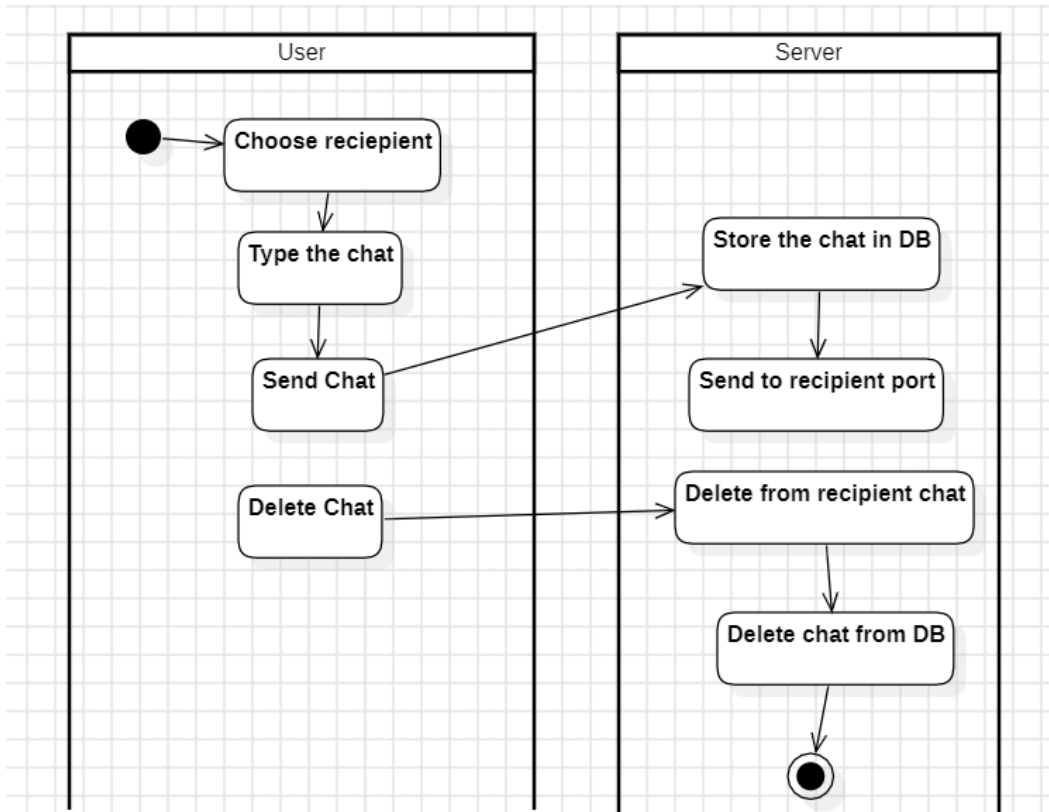 User
Server
Choose reciepient
Type the chat
Store the chat in DB
Send Chat
Send to recipient port
Delete Chat
Delete from recipient chat
Delete chat from DB